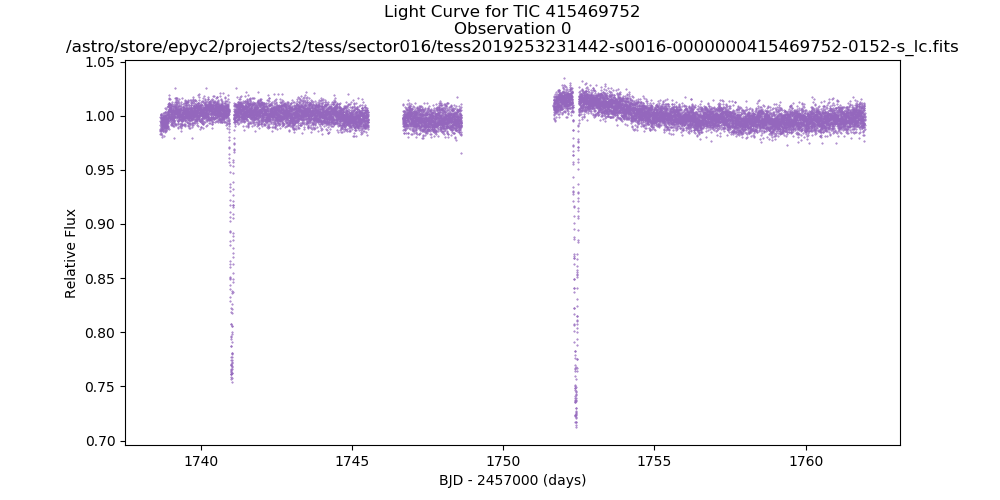 Light Curve for TIC 415469752
Observation 0
/astro/store/epyc2/projects2/tess/sector016/tess2019253231442-s0016-0000000415469752-0152-s_lc.fits
1.05
1.00
0.95
0.90
0.85
0.80
0.75
0.70
Relative Flux
1740
1745
1750
1755
1760
BJD - 2457000 (days)